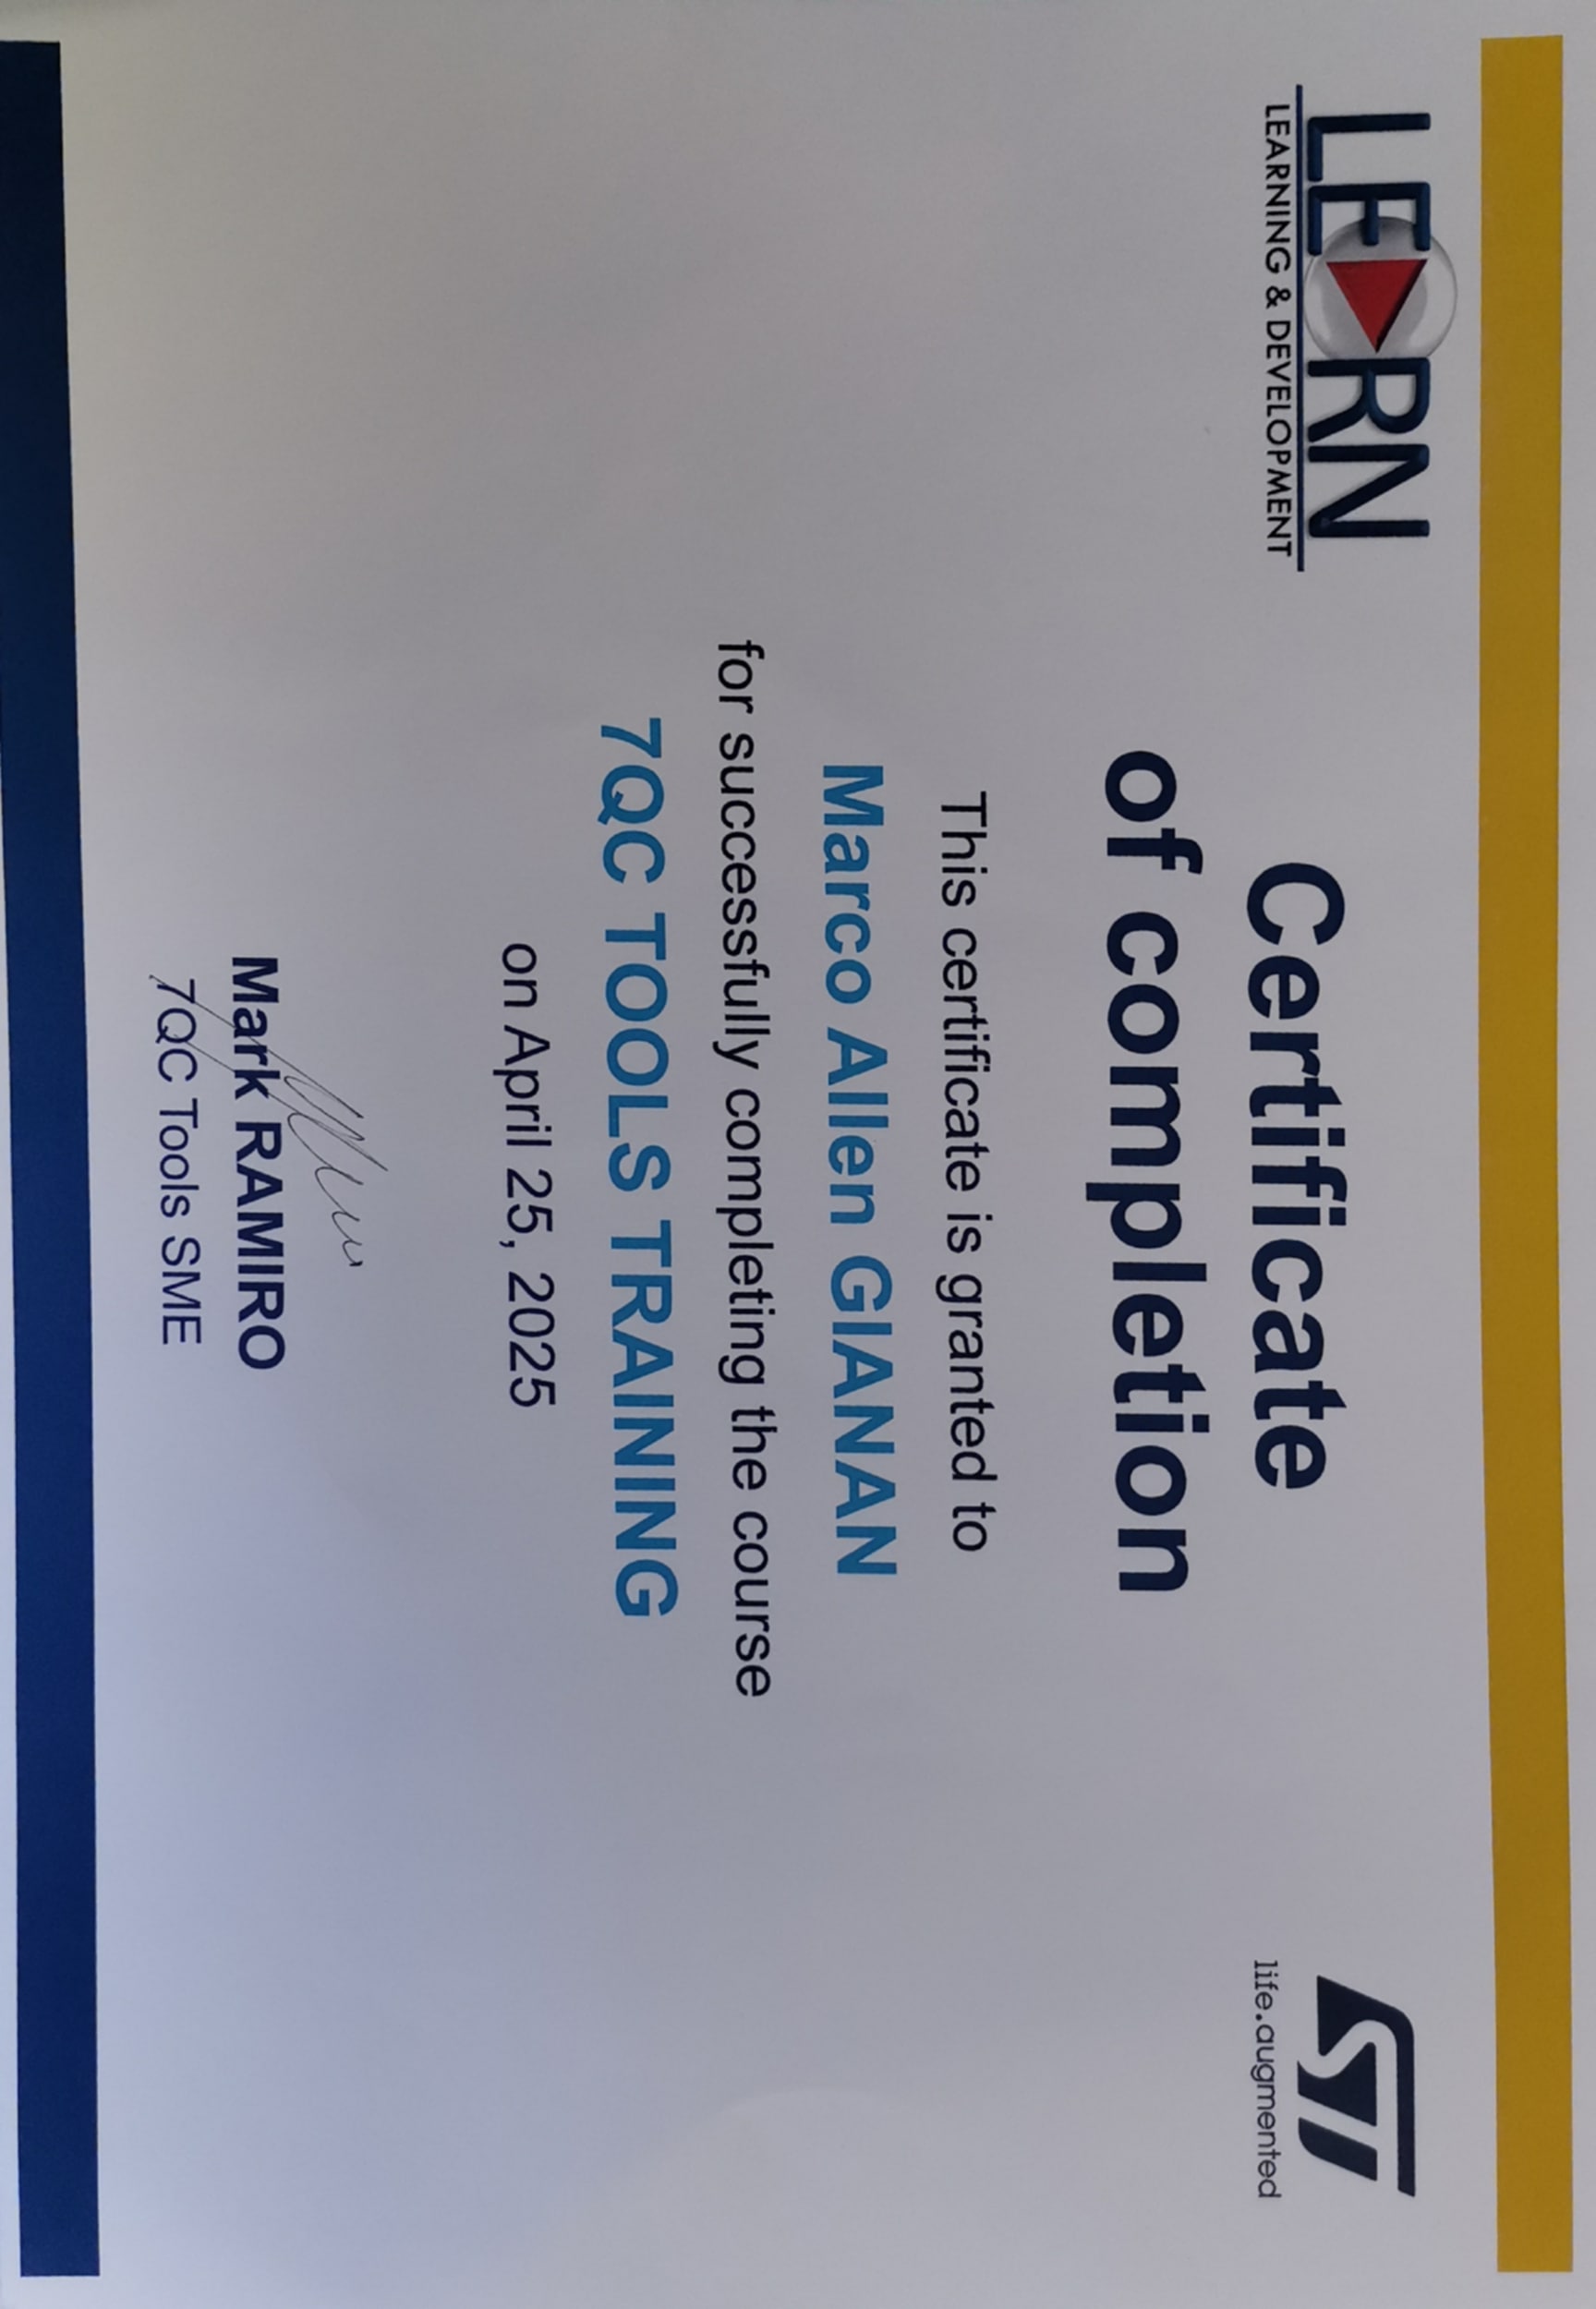 LEARN
LEARNING & DEVELOPMENT
ST
life.augmented
Certificate
of completion
This certificate is granted to
Marco Allen GIANAN
for successfully completing the course
7QC TOOLS TRAINING
on April 25, 2025
Mark RAMIRO
7QC Tools SME